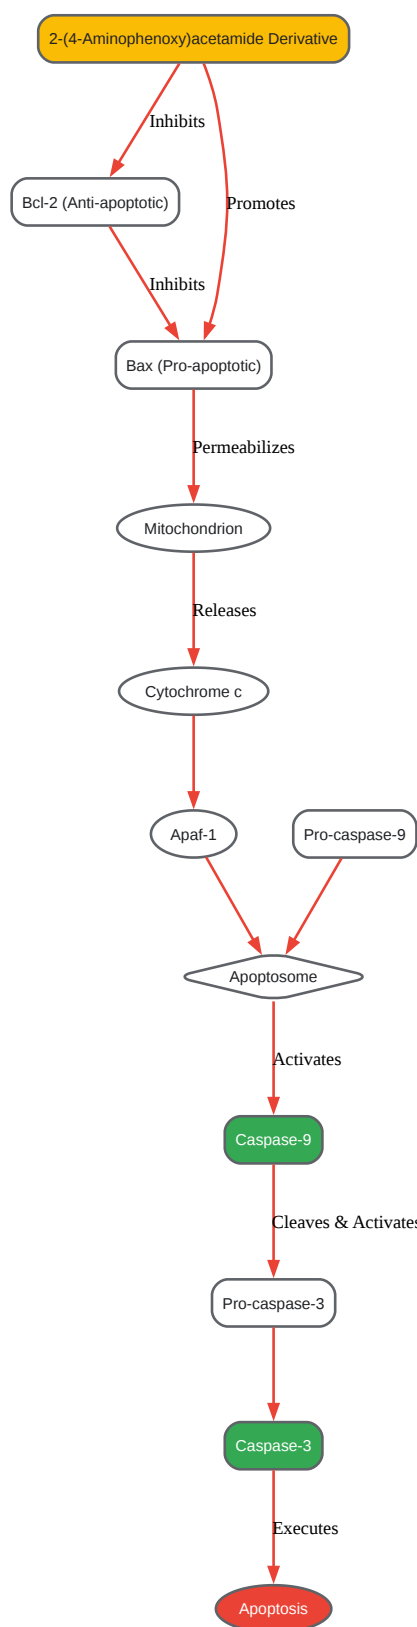 2-(4-Aminophenoxy)acetamide Derivative
Inhibits
Bcl-2 (Anti-apoptotic)
Promotes
Inhibits
Bax (Pro-apoptotic)
Permeabilizes
Mitochondrion
Releases
Cytochrome c
Apaf-1
Pro-caspase-9
Apoptosome
Activates
Caspase-9
Cleaves & Activates
Pro-caspase-3
Caspase-3
Executes
Apoptosis